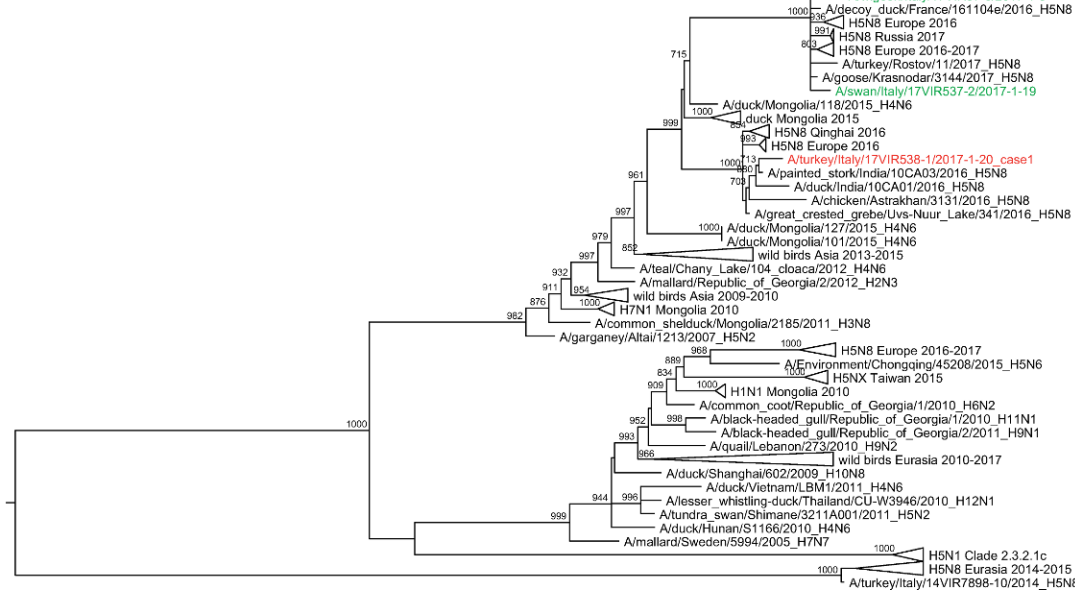 A/decoy_duck/France/161104e/2016_H5N8
1000
936
H5N8 Europe 2016
991
H5N8 Russia 2017
803
H5N8 Europe 2016-2017
715
A/turkey/Rostov/11/2017_H5N8
A/goose/Krasnodar/3144/2017_H5N8
A/swan/Italy/17VIR537-2/2017-1-19
A/duck/Mongolia/118/2015_H4N6
1000
duck Mongolia 2015
999
854
H5N8 Qinghai 2016
993
H5N8 Europe 2016
1000
713
A/turkey/Italy/17VIR538-1/2017-1-20_case1
880
A/painted_stork/India/10CA03/2016_H5N8
961
703
A/duck/India/10CA01/2016_H5N8
A/chicken/Astrakhan/3131/2016_H5N8
997
A/great_crested_grebe/Uvs-Nuur_Lake/341/2016_H5N8
1000
A/duck/Mongolia/127/2015_H4N6
979
A/duck/Mongolia/101/2015_H4N6
852
wild birds Asia 2013-2015
997
A/teal/Chany_Lake/104_cloaca/2012_H4N6
932
A/mallard/Republic_of_Georgia/2/2012_H2N3
911
954
wild birds Asia 2009-2010
876
1000
H7N1 Mongolia 2010
982
A/common_shelduck/Mongolia/2185/2011_H3N8
A/garganey/Altai/1213/2007_H5N2
968
1000
H5N8 Europe 2016-2017
889
A/Environment/Chongqing/45208/2015_H5N6
834
1000
H5NX Taiwan 2015
909
1000
H1N1 Mongolia 2010
A/common_coot/Republic_of_Georgia/1/2010_H6N2
952
998
A/black-headed_gull/Republic_of_Georgia/1/2010_H11N1
1000
A/black-headed_gull/Republic_of_Georgia/2/2011_H9N1
993
A/quail/Lebanon/273/2010_H9N2
966
wild birds Eurasia 2010-2017
A/duck/Shanghai/602/2009_H10N8
A/duck/Vietnam/LBM1/2011_H4N6
944
996
A/lesser_whistling-duck/Thailand/CU-W3946/2010_H12N1
999
A/tundra_swan/Shimane/3211A001/2011_H5N2
A/duck/Hunan/S1166/2010_H4N6
A/mallard/Sweden/5994/2005_H7N7
1000
H5N1 Clade 2.3.2.1c
1000
H5N8 Eurasia 2014-2015
A/turkey/Italy/14VIR7898-10/2014_H5N8